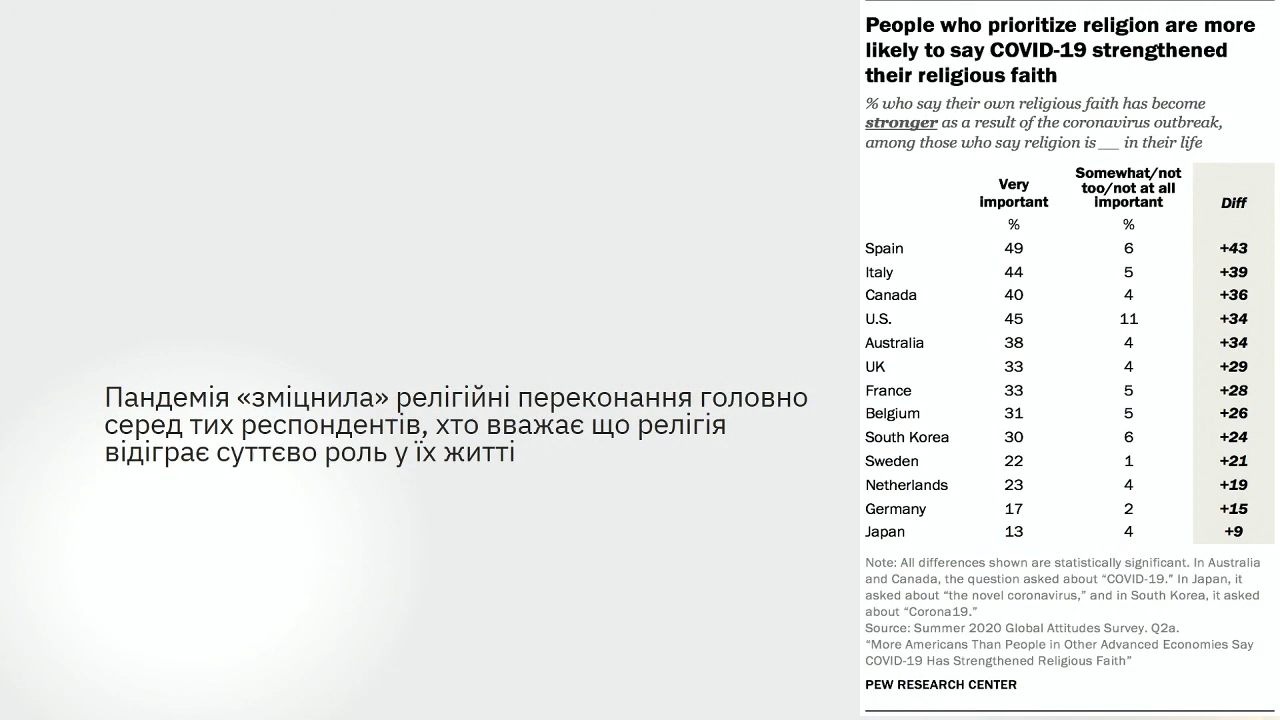 Пандемія «зміцнила» релігійні переконання головно
серед тих респондентів, хто вважає що релігія
відіграє суттєво роль у їх житті
People who prioritize religion are more
likely to say COVID-19 strengthened
their religious faith
% who say their own religious faith has become
stronger as a result of the coronavirus outbreak,
among those who say religion is __ in their life
Very important Somewhat/not too/not at all important Diff
% %
Spain 49 6 +43
Italy 44 5 +39
Canada 40 4 +36
U.S. 45 11 +34
Australia 38 4 +34
UK 33 4 +29
France 33 5 +28
Belgium 31 5 +26
South Korea 30 6 +24
Sweden 22 1 +21
Netherlands 23 4 +19
Germany 17 2 +15
Japan 13 4 +9
Note: All differences shown are statistically significant. In Australia
and Canada, the question asked about “COVID-19.” In Japan, it
asked about “the novel coronavirus,” and in South Korea, it asked
about “Corona19.”
Source: Summer 2020 Global Attitudes Survey. Q2a.
“More Americans Than People in Other Advanced Economies Say
COVID-19 Has Strengthened Religious Faith”
PEW RESEARCH CENTER